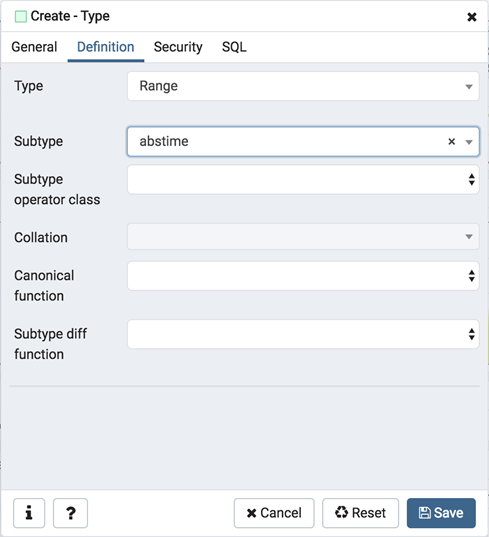 Create - Type
General Definition Security SQL
Type Range
Subtype abstime
Subtype
operator class
Collation
Canonical
function
Subtype diff
function
i ? Cancel Reset Save